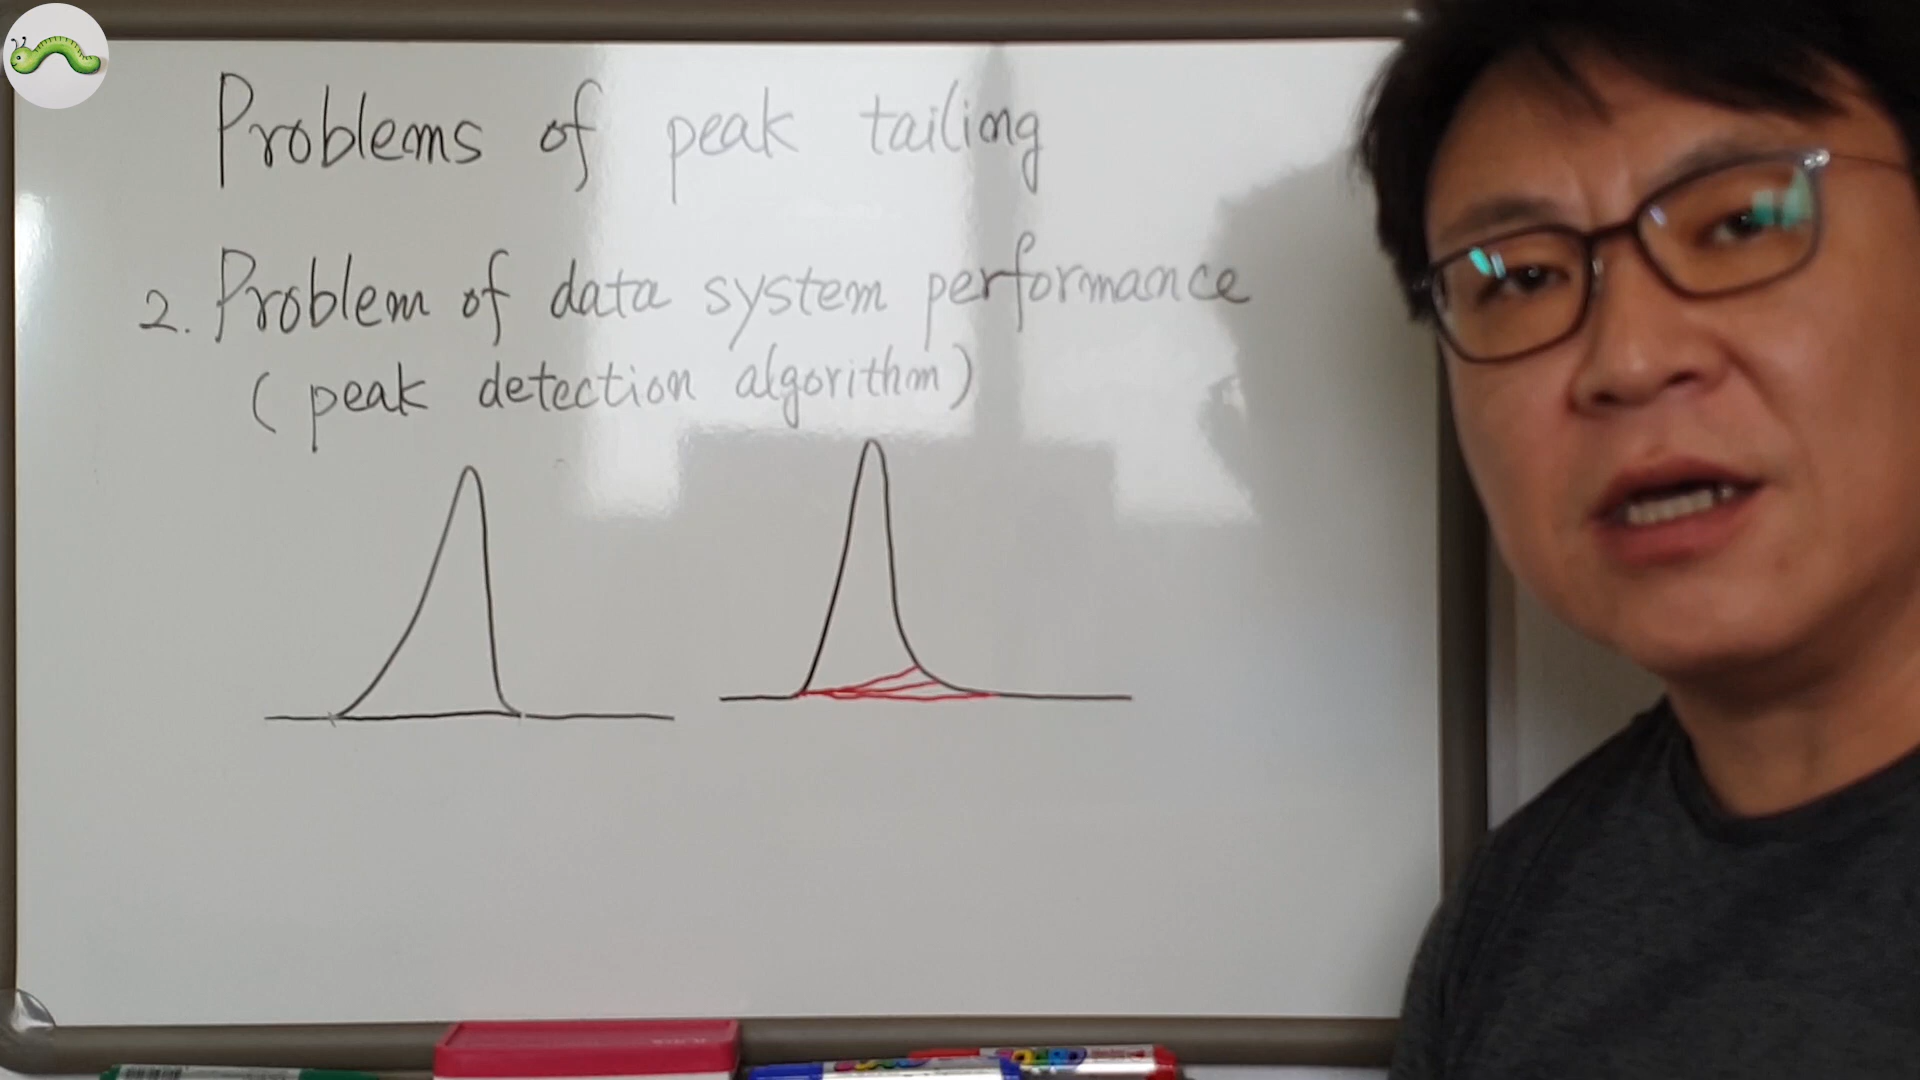 Problems of peak tailing
2. Problem of data system performance
(peak detection algorithm)